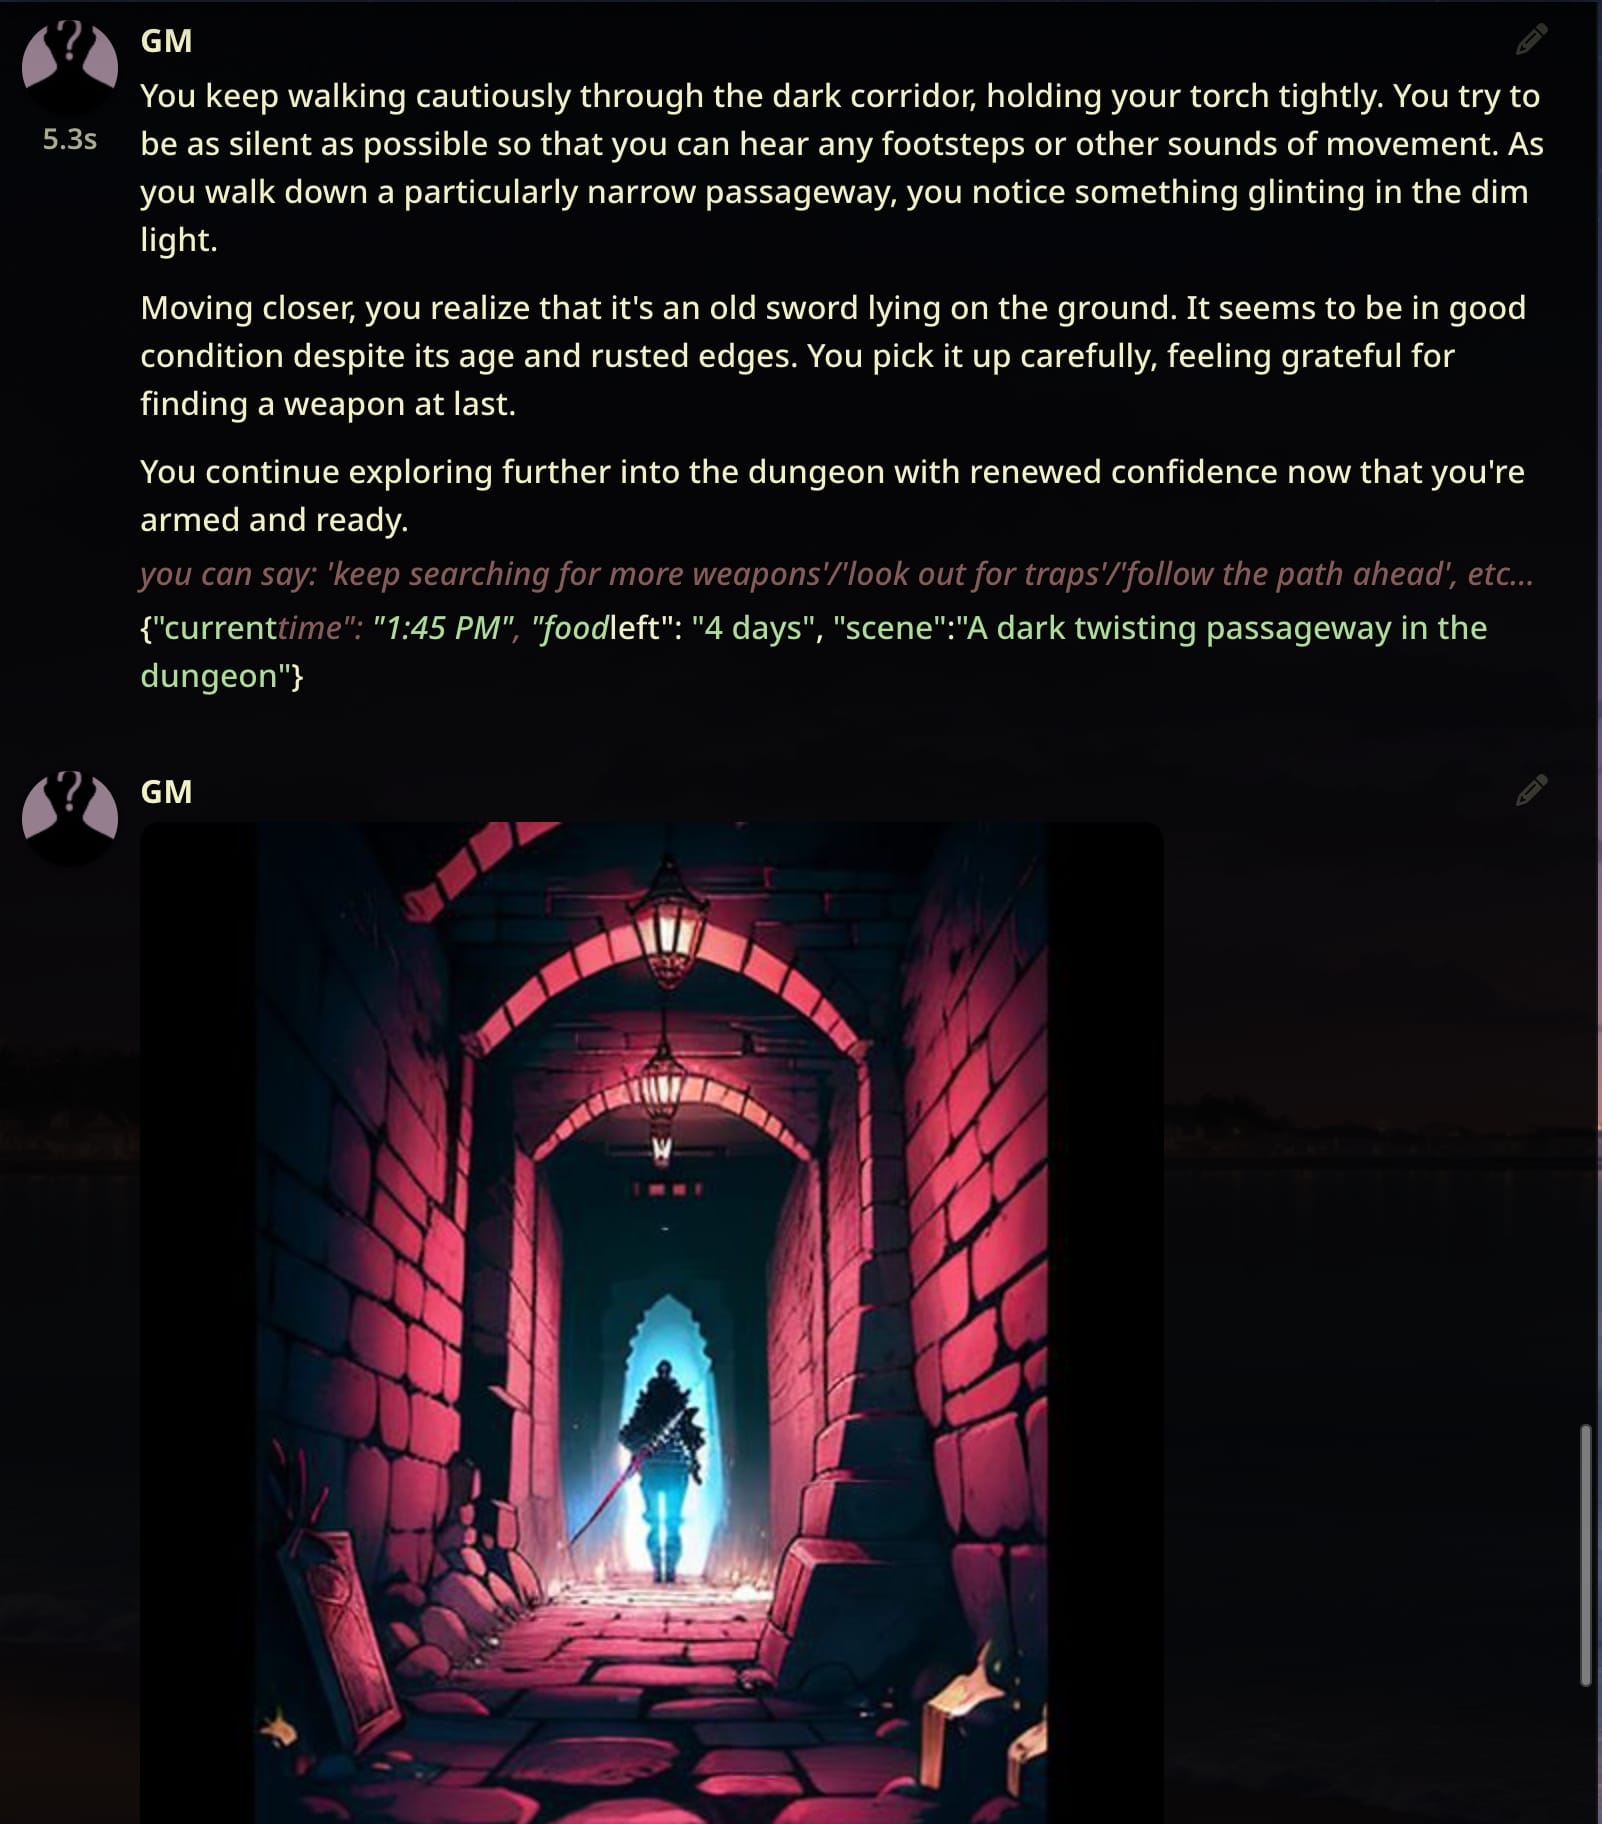 GM
5.3s
You keep walking cautiously through the dark corridor, holding your torch tightly. You try to
be as silent as possible so that you can hear any footsteps or other sounds of movement. As
you walk down a particularly narrow passageway, you notice something glinting in the dim
light.
Moving closer, you realize that it's an old sword lying on the ground. It seems to be in good
condition despite its age and rusted edges. You pick it up carefully, feeling grateful for
finding a weapon at last.
You continue exploring further into the dungeon with renewed confidence now that you're
armed and ready.
you can say: 'keep searching for more weapons'/'look out for traps'/'follow the path ahead', etc...
{"currenttime": "1:45 PM", "foodleft": "4 days", "scene":"A dark twisting passageway in the
dungeon"}
GM